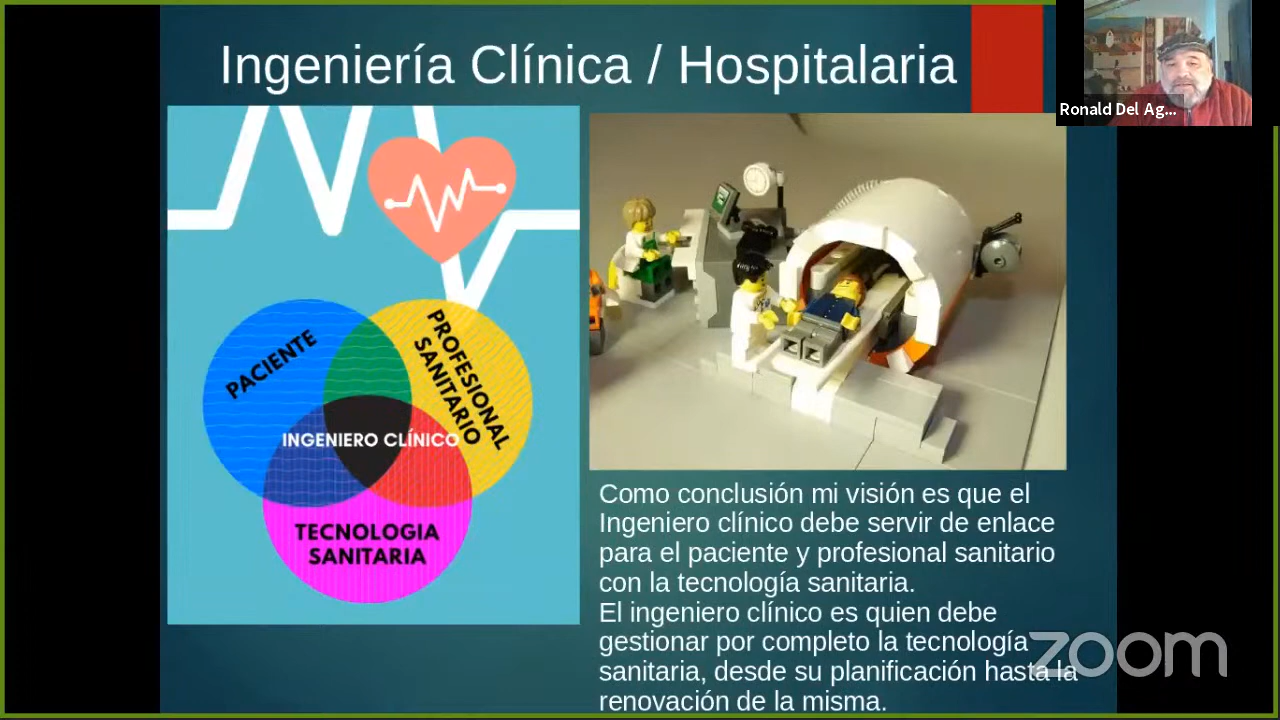 Ingeniería Clínica / Hospitalaria
Ronald Del Ag...
PACIENTE
PROFESIONAL
SANITARIO
INGENIERO CLÍNICO
TECNOLOGIA
SANITARIA
Como conclusión mi visión es que el
Ingeniero clínico debe servir de enlace
para el paciente y profesional sanitario
con la tecnología sanitaria.
El ingeniero clínico es quien debe
gestionar por completo la tecnología
sanitaria, desde su planificación hasta la
renovación de la misma.
zoom